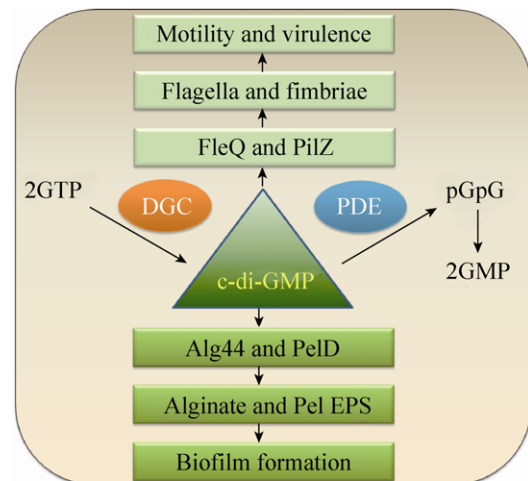 Motility and virulence
Flagella and fimbriae
FleQ and PilZ
2GTP
DGC
PDE
pGpG
c-di-GMP
2GMP
Alg44 and PelD
Alginate and Pel EPS
Biofilm formation